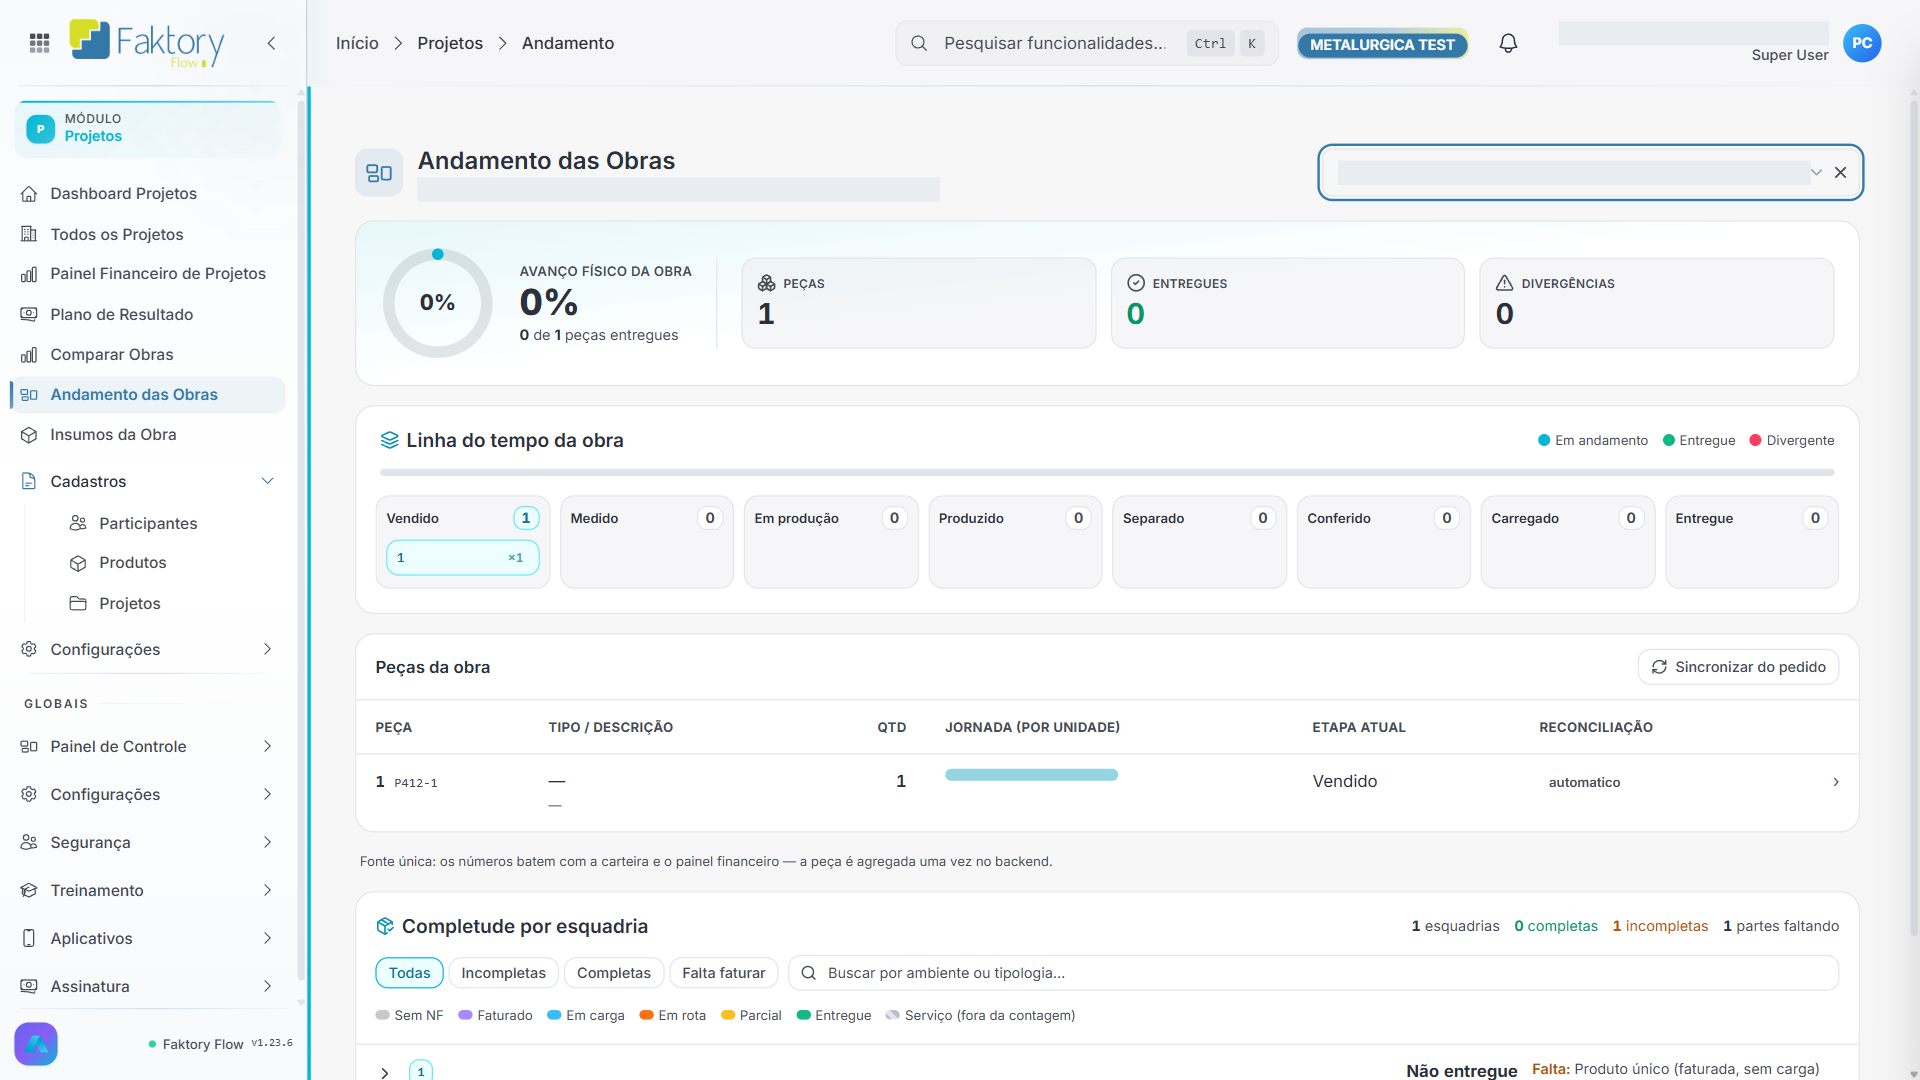 Faktory
Flow
Início
Projetos
Andamento
Pesquisar funcionalidades...
Ctrl
K
METALURGICA TEST
Super User
PC
P
MÓDULO
Projetos
Dashboard Projetos
Todos os Projetos
Painel Financeiro de Projetos
Plano de Resultado
Comparar Obras
Andamento das Obras
Insumos da Obra
Cadastros
Participantes
Produtos
Projetos
Configurações
GLOBAIS
Painel de Controle
Configurações
Segurança
Treinamento
Aplicativos
Assinatura
Faktory Flow v1.23.6
Andamento das Obras
0%
AVANÇO FÍSICO DA OBRA
0%
0 de 1 peças entregues
PEÇAS
1
ENTREGUES
0
DIVERGÊNCIAS
0
Linha do tempo da obra
Em andamento
Entregue
Divergente
Vendido 1
1 ×1
Medido 0
Em produção 0
Produzido 0
Separado 0
Conferido 0
Carregado 0
Entregue 0
Peças da obra
Sincronizar do pedido
PEÇA TIPO / DESCRIÇÃO QTD JORNADA (POR UNIDADE) ETAPA ATUAL RECONCILIAÇÃO
1 P412-1 — 1 Vendido automatico
—
Fonte única: os números batem com a carteira e o painel financeiro — a peça é agregada uma vez no backend.
Completude por esquadria
1 esquadrias 0 completas 1 incompletas 1 partes faltando
Todas
Incompletas
Completas
Falta faturar
Buscar por ambiente ou tipologia...
Sem NF
Faturado
Em carga
Em rota
Parcial
Entregue
Serviço (fora da contagem)
1
Não entregue Falta: Produto único (faturada, sem carga)